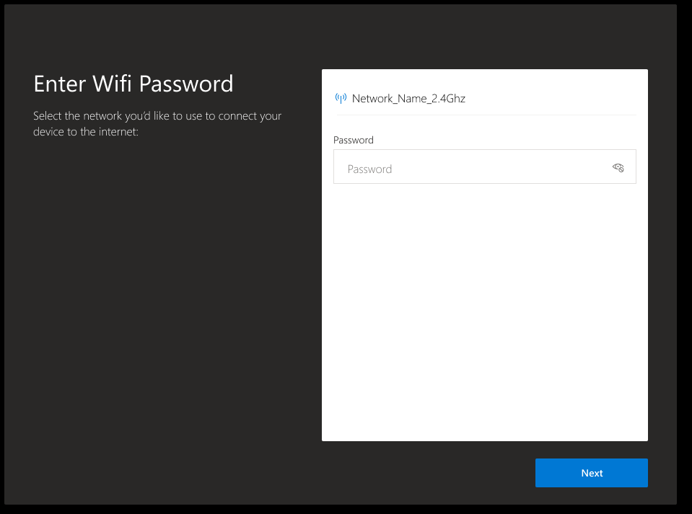 Enter Wifi Password
Select the network you'd like to use to connect your
device to the internet:
Network_Name_2.4Ghz
Password
Password
Next